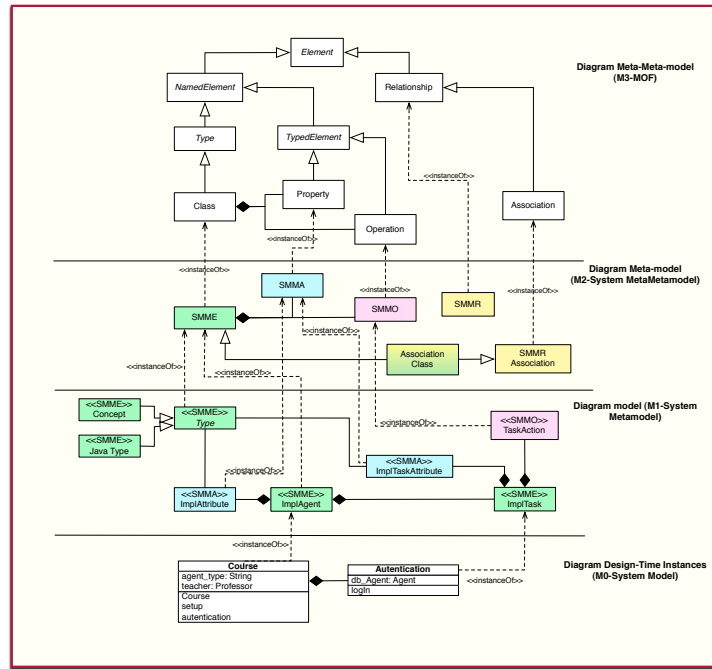 Element
Diagram Meta-Meta-model
(M3-MOF)
NamedElement
Relationship
Type
TypedElement
<<instanceOf>>
Class
Property
Association
Operation
<<instanceOf>>
<<instanceOf>>
<<instanceOf>>
<<instanceOf>>
<<instanceOf>>
Diagram Meta-model
(M2-System MetaMetamodel)
SMMA
SMME
SMMO
SMMR
Association
Class
SMMR
Association
<<instanceOf>>
<<instanceOf>>
<<SMME>>
Concept
<<SMME>>
Type
Diagram model (M1-System
Metamodel)
<<SMMO>>
TaskAction
<<instanceOf>>
<<SMME>>
Java Type
<<instanceOf>>
<<instanceOf>>
<<SMMA>>
ImplTaskAttribute
<<SMMA>>
ImplAttribute
<<SMME>>
ImplAgent
<<SMME>>
ImplTask
<<instanceOf>>
Course
agent_type: String
teacher: Professor
Course
setup
autentication
Autentication
db_Agent: Agent
logIn
<<instanceOf>>
Diagram Design-Time Instances
(M0-System Model)